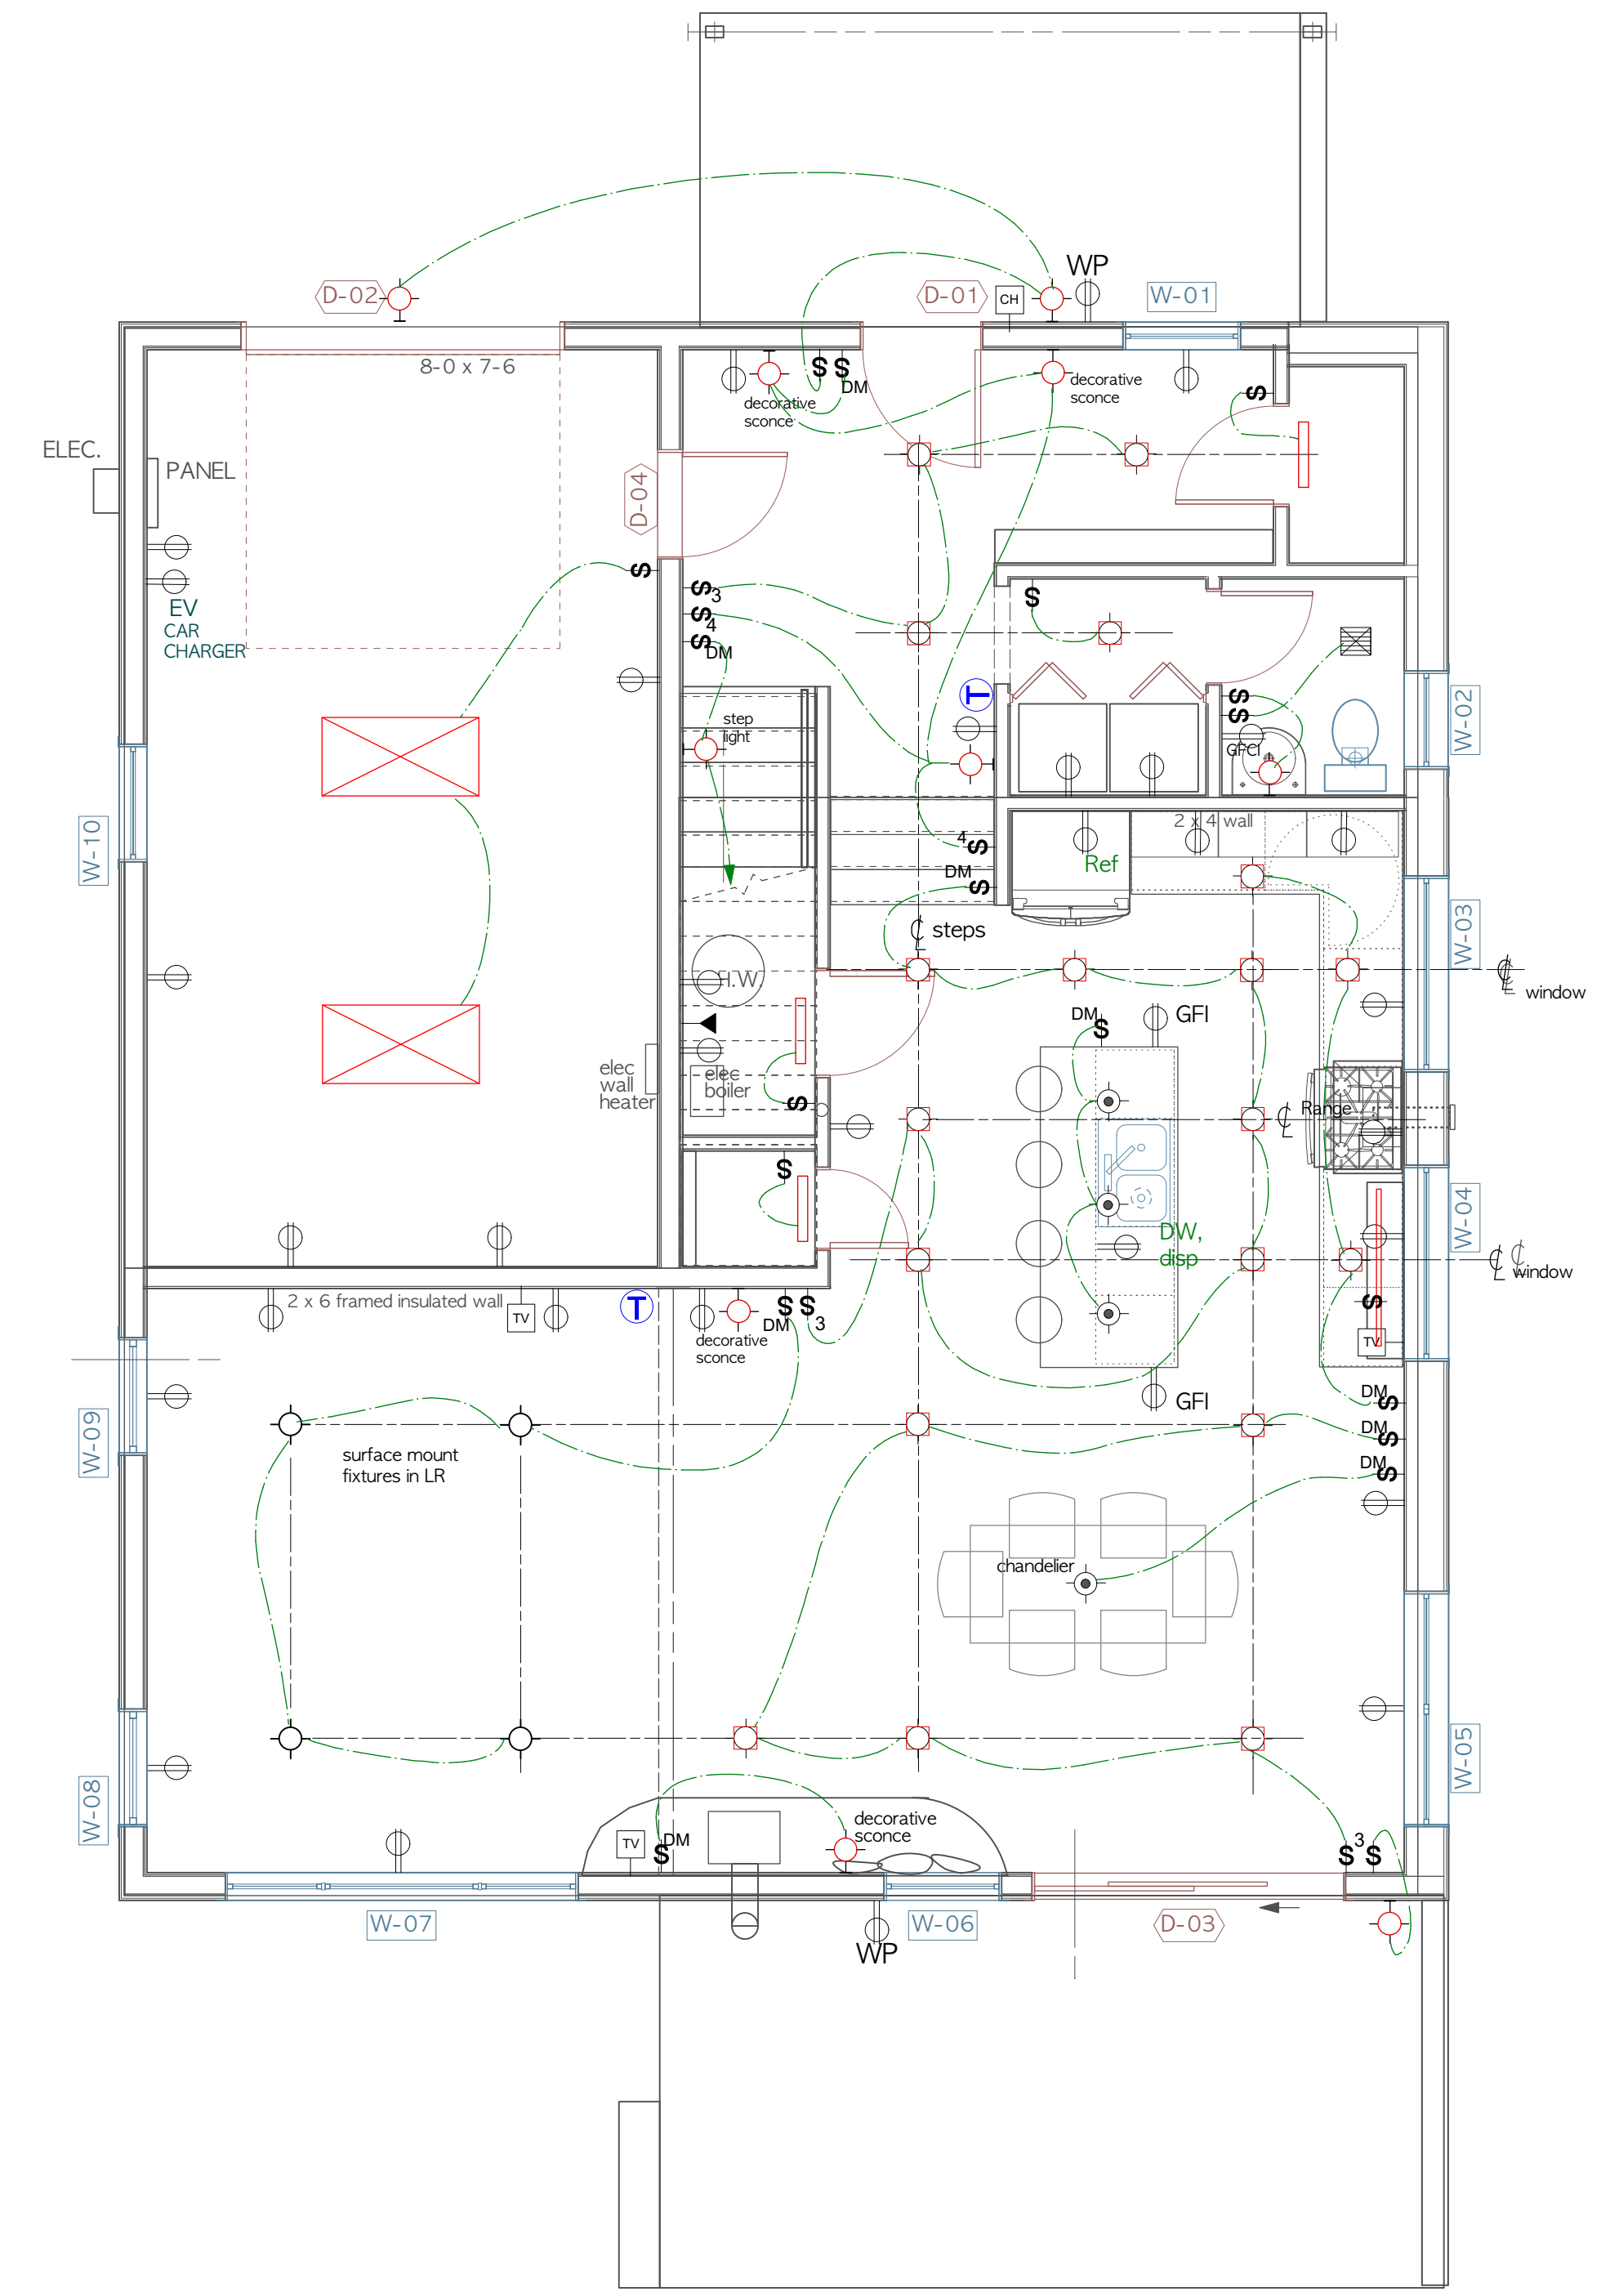 WP
D-02
D-01
CH
W-01
8-0 x 7-6
S
S
DM
decorative
sconce
decorative
sconce
S
ELEC.
PANEL
D-04
S
EV
CAR
CHARGER
S 3
S 4
S DM
S
T
step
light
S
S
GFCI
W-02
W-10
2 x 4 wall
4
S
DM
S
Ref
℄ steps
W-03
H.W.
℄
window
DM
S
GFI
elec
wall
heater
elec
boiler
S
℄ Range
S
DW,
disp
W-04
℄ ℄
window
2 x 6 framed insulated wall
TV
T
decorative
sconce
S
S
DM
3
S
TV
DM
S
DM
S
DM
S
GFI
W-09
surface mount
fixtures in LR
chandelier
W-05
W-08
TV
DM
S
decorative
sconce
S 3
S
W-07
WP
W-06
D-03